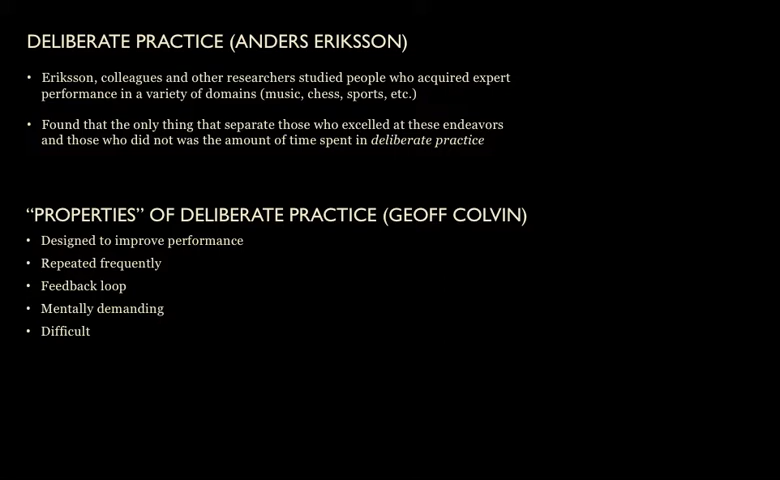 DELIBERATE PRACTICE (ANDERS ERIKSSON)
• Eriksson, colleagues and other researchers studied people who acquired expert
performance in a variety of domains (music, chess, sports, etc.)
• Found that the only thing that separate those who excelled at these endeavors
and those who did not was the amount of time spent in deliberate practice
“PROPERTIES” OF DELIBERATE PRACTICE (GEOFF COLVIN)
• Designed to improve performance
• Repeated frequently
• Feedback loop
• Mentally demanding
• Difficult